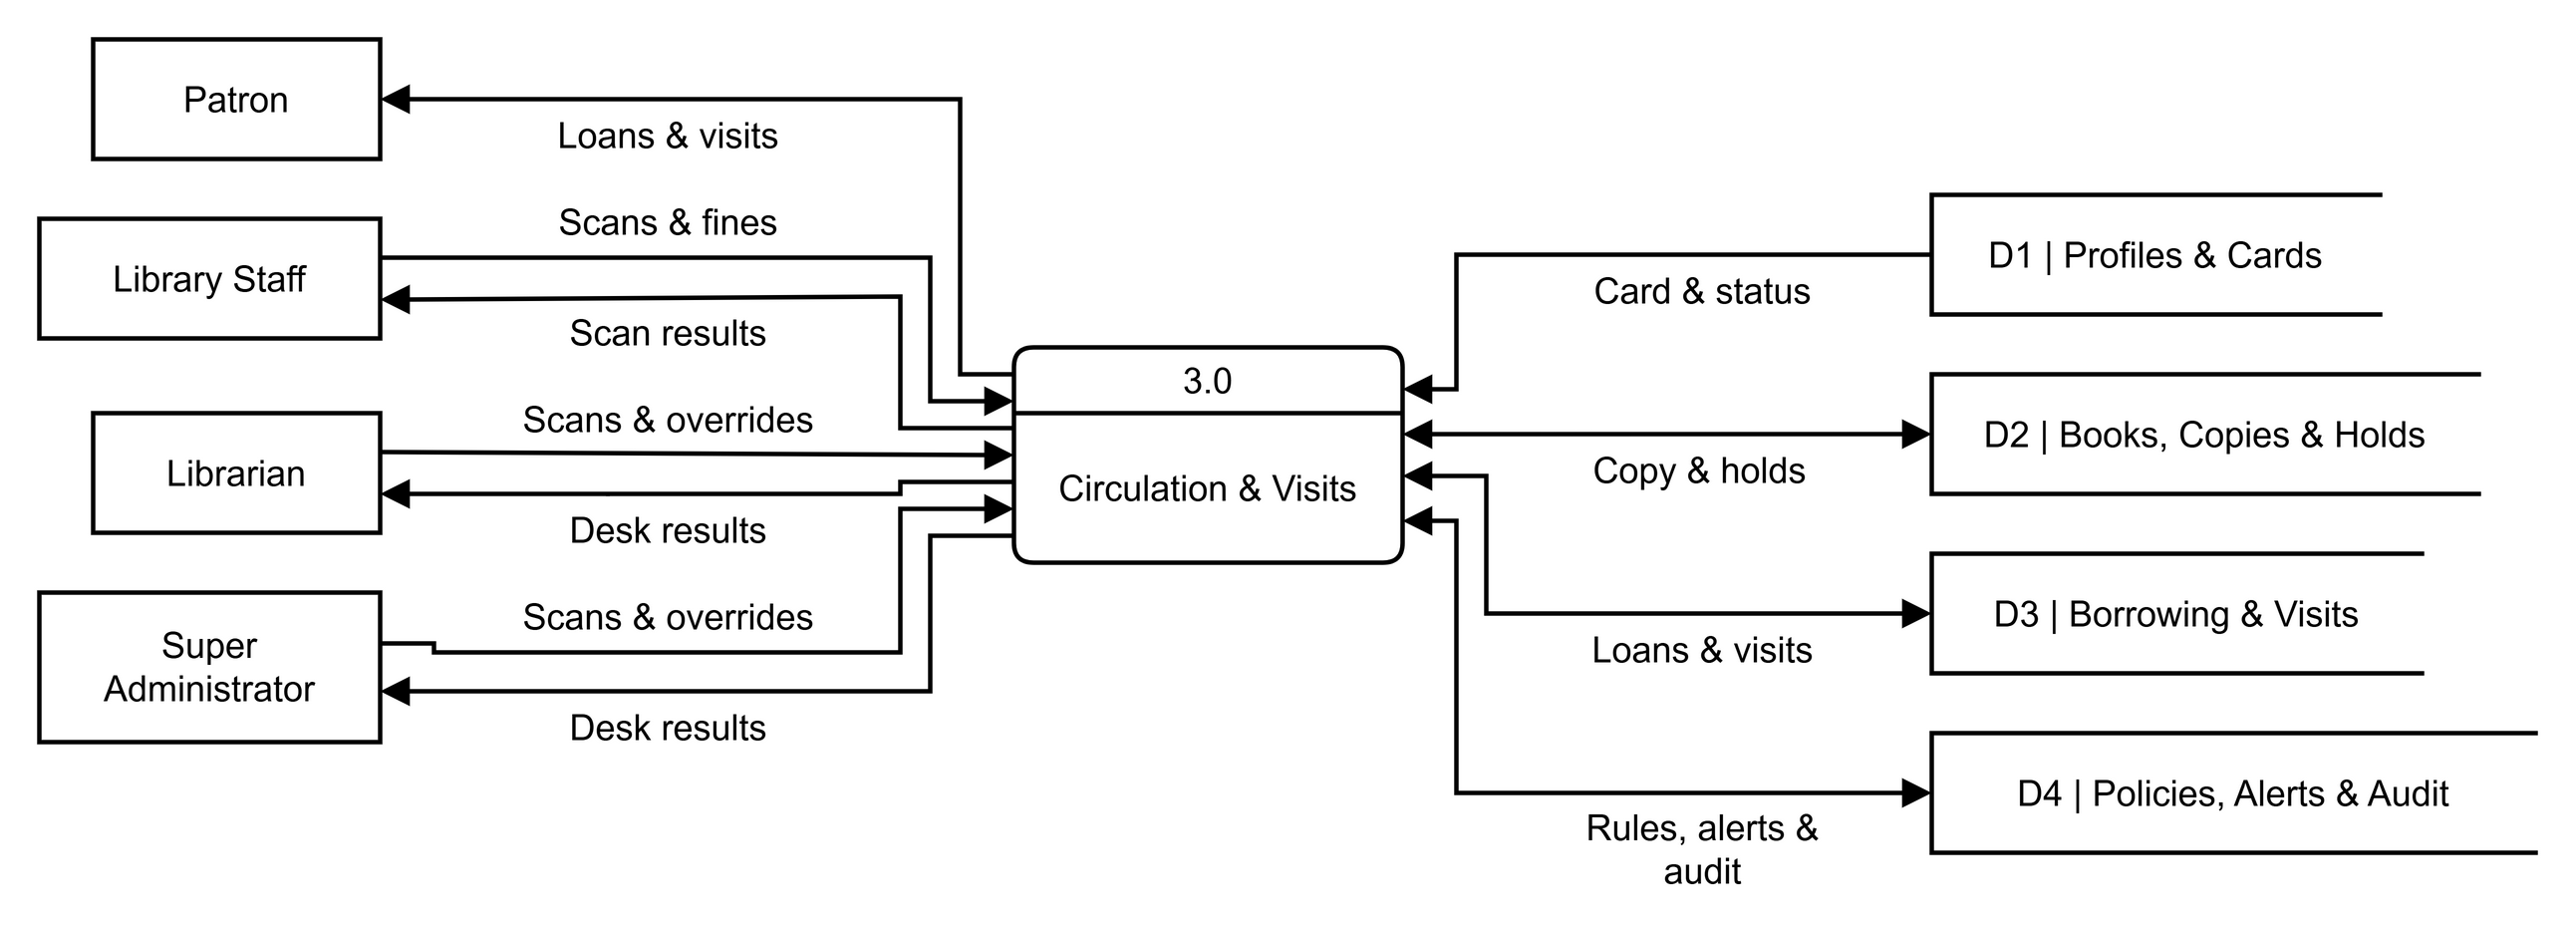 Patron
Loans & visits
Scans & fines
Library Staff
Scan results
Scans & overrides
Librarian
Desk results
Scans & overrides
Super
Administrator
Desk results
3.0
Circulation & Visits
Card & status
D1 | Profiles & Cards
Copy & holds
D2 | Books, Copies & Holds
Loans & visits
D3 | Borrowing & Visits
Rules, alerts &
audit
D4 | Policies, Alerts & Audit